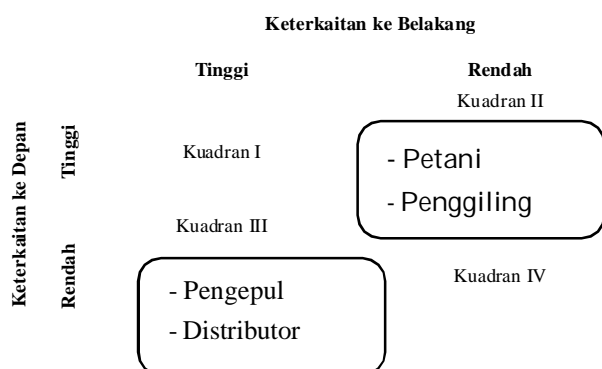 Keterkaitan ke Belakang
Tinggi
Rendah
Kuadran II
Keterkaitan ke Depan
Tinggi
Kuadran I
- Petani
- Penggiling
Kuadran III
Rendah
Kuadran IV
- Pengepul
- Distributor